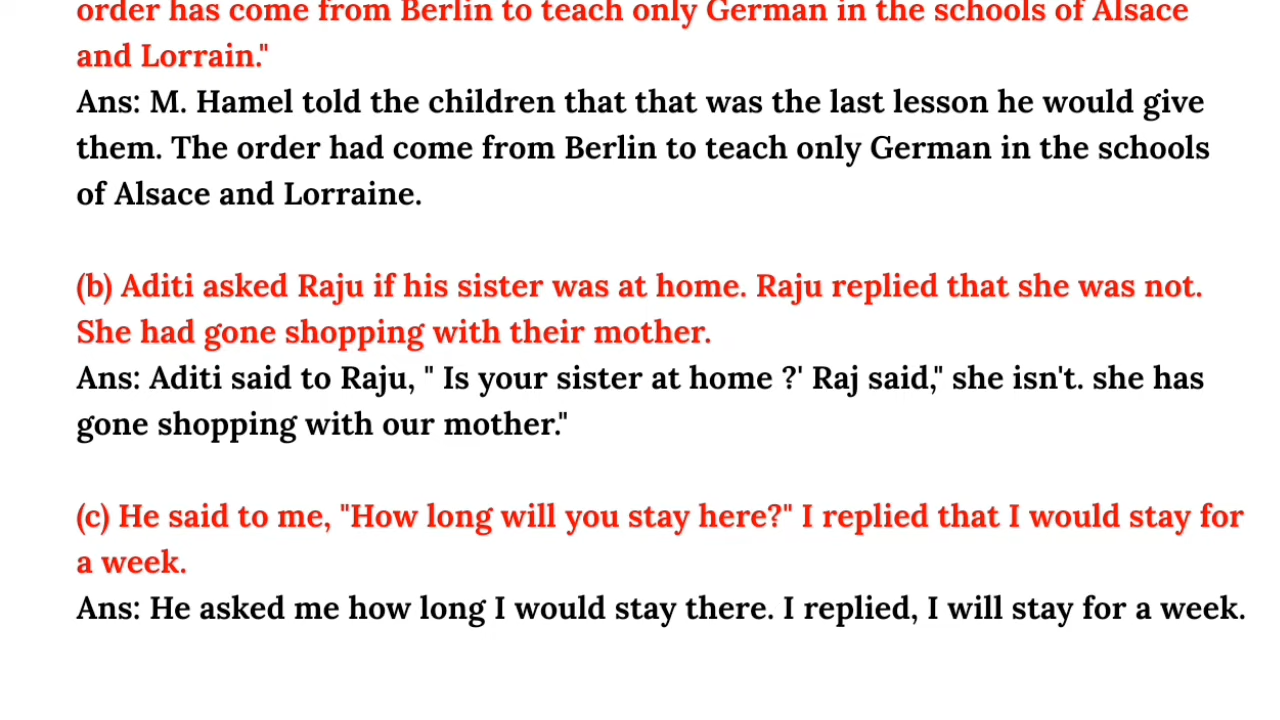 order has come from Berlin to teach only German in the schools of Alsace
and Lorrain."
Ans: M. Hamel told the children that that was the last lesson he would give
them. The order had come from Berlin to teach only German in the schools
of Alsace and Lorraine.
(b) Aditi asked Raju if his sister was at home. Raju replied that she was not.
She had gone shopping with their mother.
Ans: Aditi said to Raju, " Is your sister at home ?' Raj said," she isn't. she has
gone shopping with our mother."
(c) He said to me, "How long will you stay here?" I replied that I would stay for
a week.
Ans: He asked me how long I would stay there. I replied, I will stay for a week.